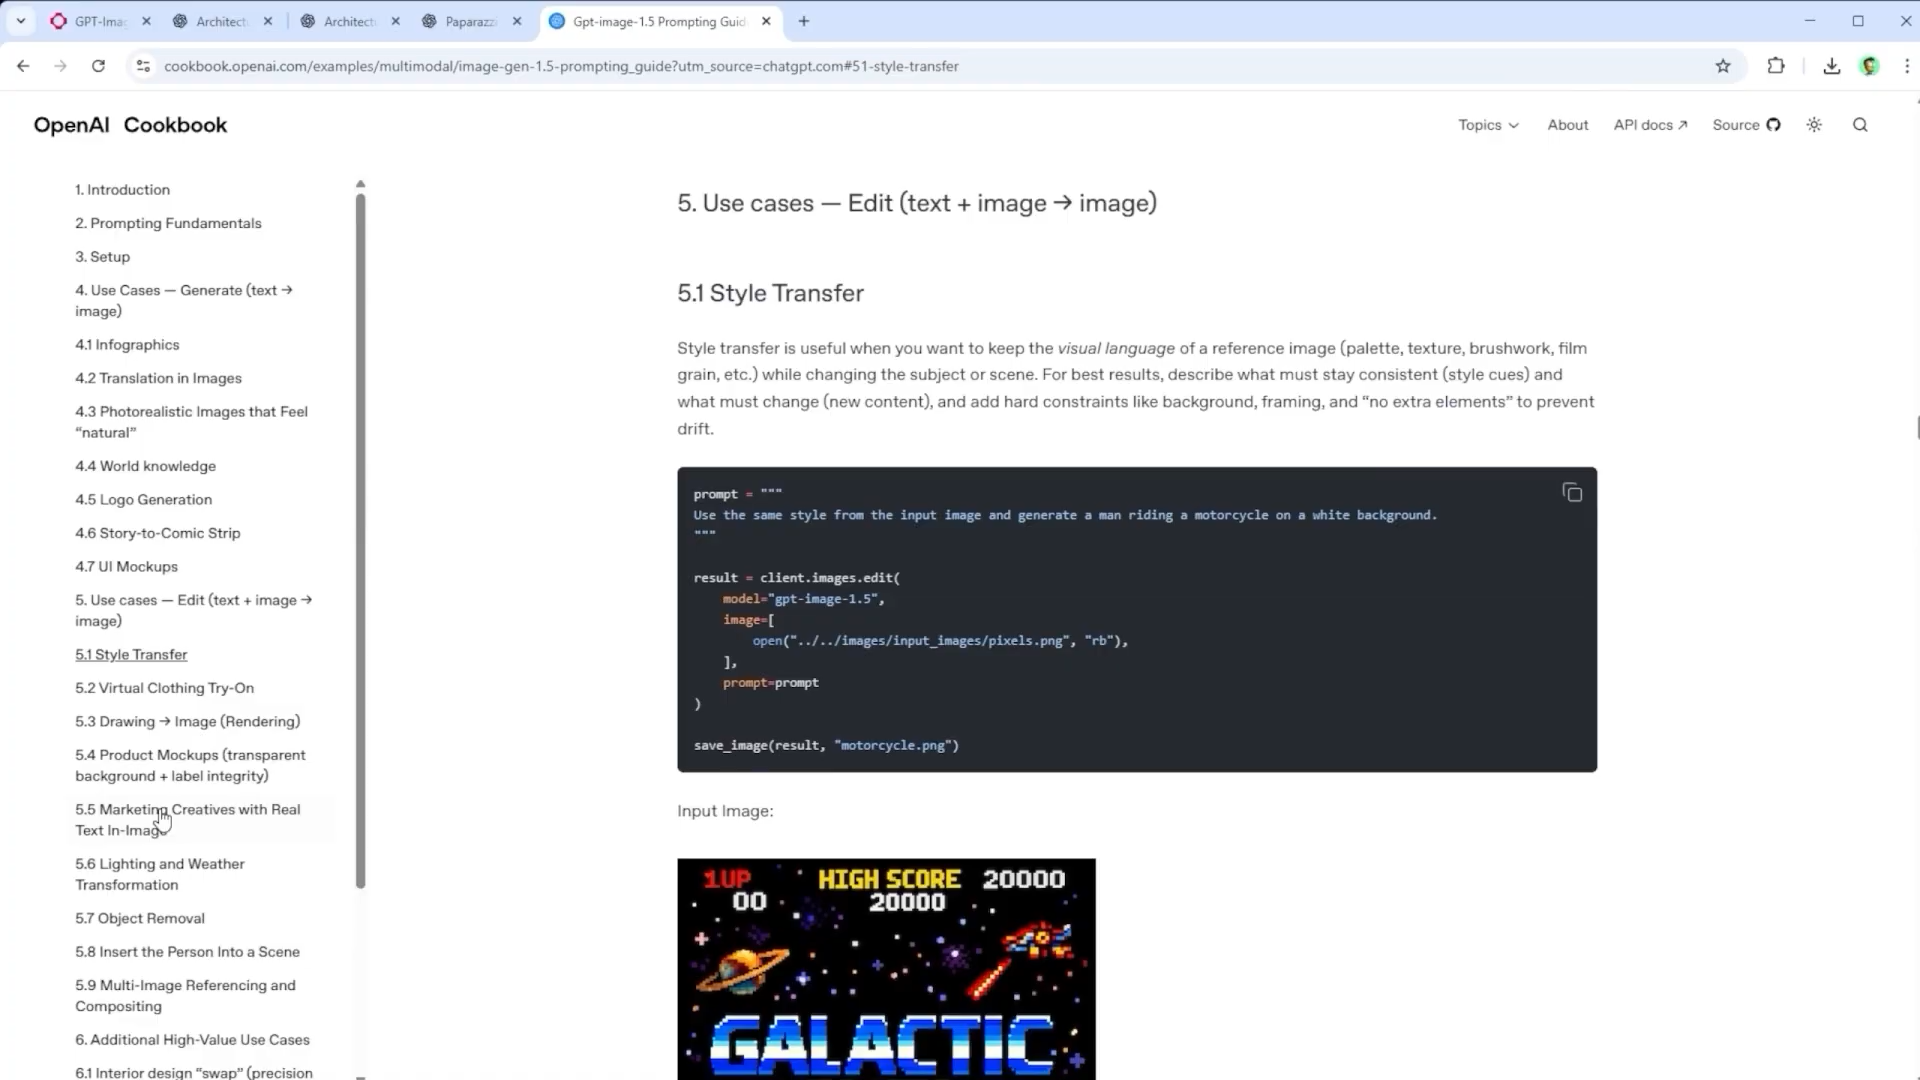 GPT-Imag
Architect
Architect
Paparazzi
Gpt-image-1.5 Prompting Guid
cookbook.openai.com/examples/multimodal/image-gen-1.5-prompting_guide?utm_source=chatgpt.com#51-style-transfer
OpenAI Cookbook
Topics
About
API docs ↗
Source
1. Introduction
2. Prompting Fundamentals
3. Setup
4. Use Cases — Generate (text →
image)
4.1 Infographics
4.2 Translation in Images
4.3 Photorealistic Images that Feel
“natural”
4.4 World knowledge
4.5 Logo Generation
4.6 Story-to-Comic Strip
4.7 UI Mockups
5. Use cases — Edit (text + image →
image)
5.1 Style Transfer
5.2 Virtual Clothing Try-On
5.3 Drawing → Image (Rendering)
5.4 Product Mockups (transparent
background + label integrity)
5.5 Marketing Creatives with Real
Text In-Image
5.6 Lighting and Weather
Transformation
5.7 Object Removal
5.8 Insert the Person Into a Scene
5.9 Multi-Image Referencing and
Compositing
6. Additional High-Value Use Cases
6.1 Interior design “swap” (precision
5. Use cases — Edit (text + image → image)
5.1 Style Transfer
Style transfer is useful when you want to keep the visual language of a reference image (palette, texture, brushwork, film
grain, etc.) while changing the subject or scene. For best results, describe what must stay consistent (style cues) and
what must change (new content), and add hard constraints like background, framing, and “no extra elements” to prevent
drift.
prompt = """
Use the same style from the input image and generate a man riding a motorcycle on a white background.
"""
result = client.images.edit(
model="gpt-image-1.5",
image=[
open("../../images/input_images/pixels.png", "rb"),
],
prompt=prompt
)
save_image(result, "motorcycle.png")
Input Image:
1UP HIGH SCORE 20000
00 20000
GALACTIC